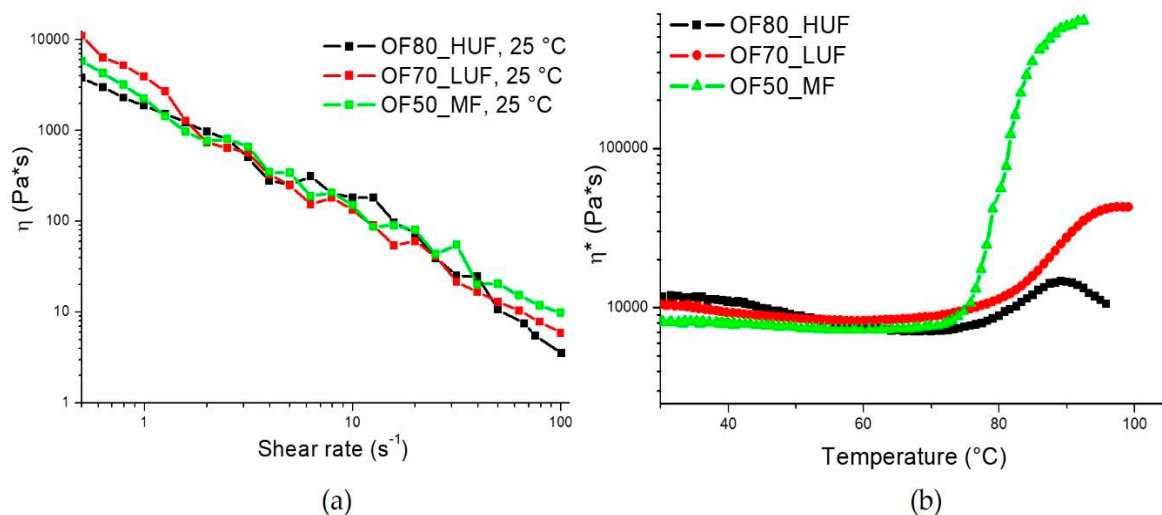 10000
1000
100
10
1
η (Pa*s)
OF80_HUF, 25 °C
OF70_LUF, 25 °C
OF50_MF, 25 °C
1
10
100
Shear rate (s⁻¹)
(a)
100000
10000
η* (Pa*s)
OF80_HUF
OF70_LUF
OF50_MF
40
60
80
100
Temperature (°C)
(b)